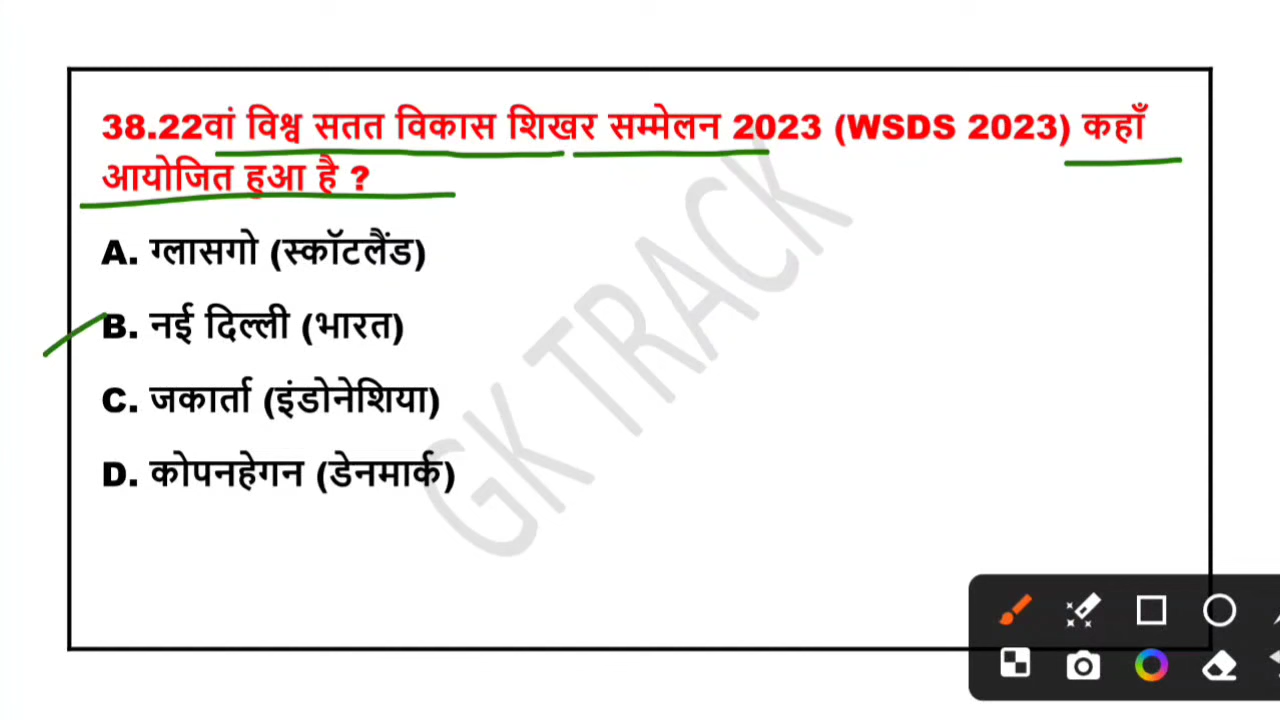 38.22वां विश्व सतत विकास शिखर सम्मेलन 2023 (WSDS 2023) कहाँ
आयोजित हुआ है ?
A. ग्लासगो (स्कॉटलैंड)
B. नई दिल्ली (भारत)
C. जकार्ता (इंडोनेशिया)
D. कोपनहेगन (डेनमार्क)
GK TRACK